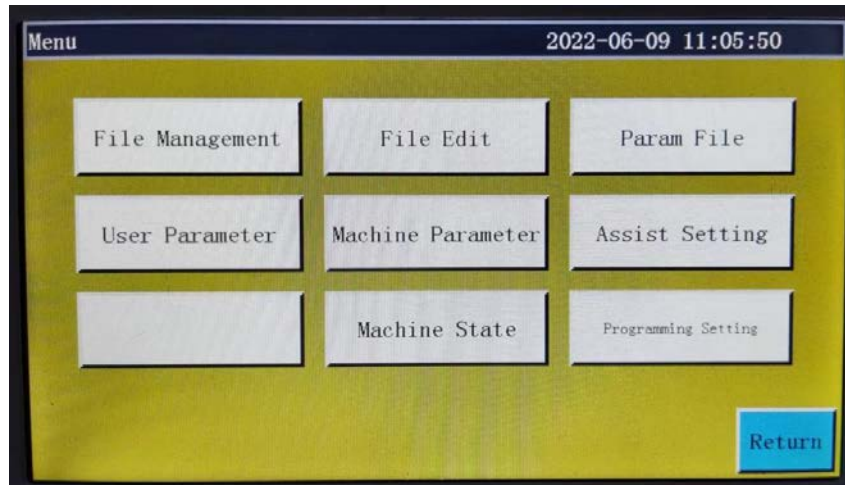 Menu 2022-06-09 11:05:50
File Management File Edit Param File
User Parameter Machine Parameter Assist Setting
Machine State Programming Setting
Return